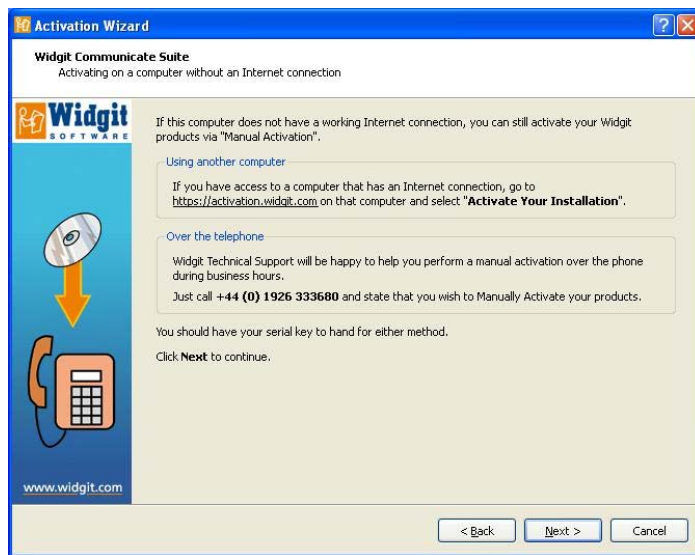 Activation Wizard
Widgit Communicate Suite
Activating on a computer without an Internet connection
Widgit
SOFTWARE
If this computer does not have a working Internet connection, you can still activate your Widgit
products via "Manual Activation".
Using another computer
If you have access to a computer that has an Internet connection, go to
https://activation.widgit.com on that computer and select "Activate Your Installation".
Over the telephone
Widgit Technical Support will be happy to help you perform a manual activation over the phone
during business hours.
Just call +44 (0) 1926 333680 and state that you wish to Manually Activate your products.
You should have your serial key to hand for either method.
Click Next to continue.
www.widgit.com
< Back
Next >
Cancel